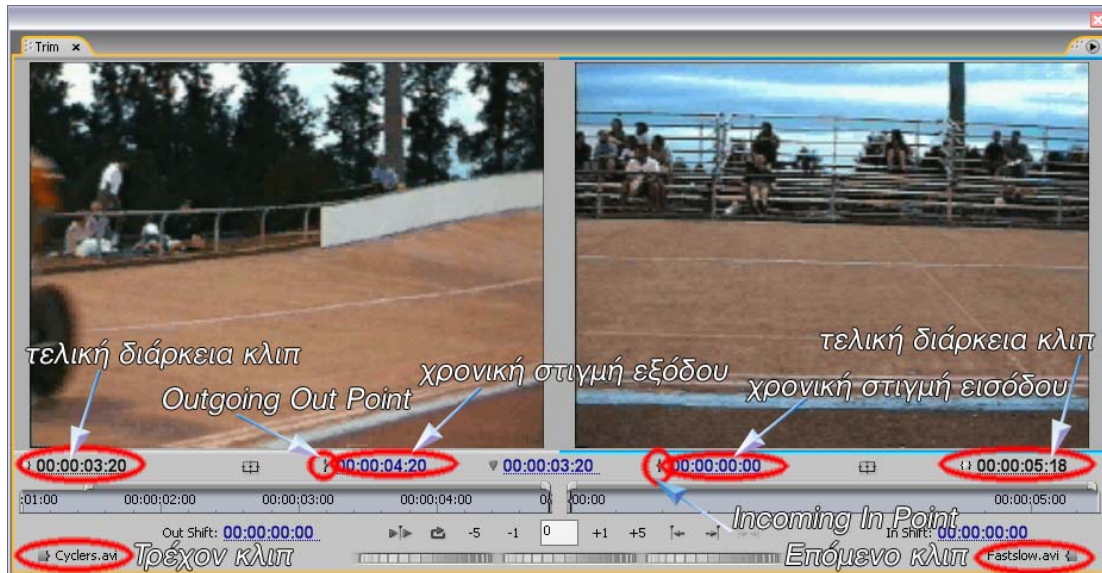 Trim
τελική διάρκεια κλιπ
Outgoing Out Point
χρονική στιγμή εξόδου
τελική διάρκεια κλιπ
χρονική στιγμή εισόδου
00:00:03:20
00:00:04:20
00:00:03:20
00:00:00:00
00:00:05:18
:01:00 00:00:02:00 00:00:03:00 00:00:04:00
00:00 00:00:05:00
Incoming In Point
Out Shift: 00:00:00:00
-5 -1 0 +1 +5
In Shift: 00:00:00:00
Cyclers.avi Τρέχον κλιπ
Επόμενο κλιπ Fastslow.avi